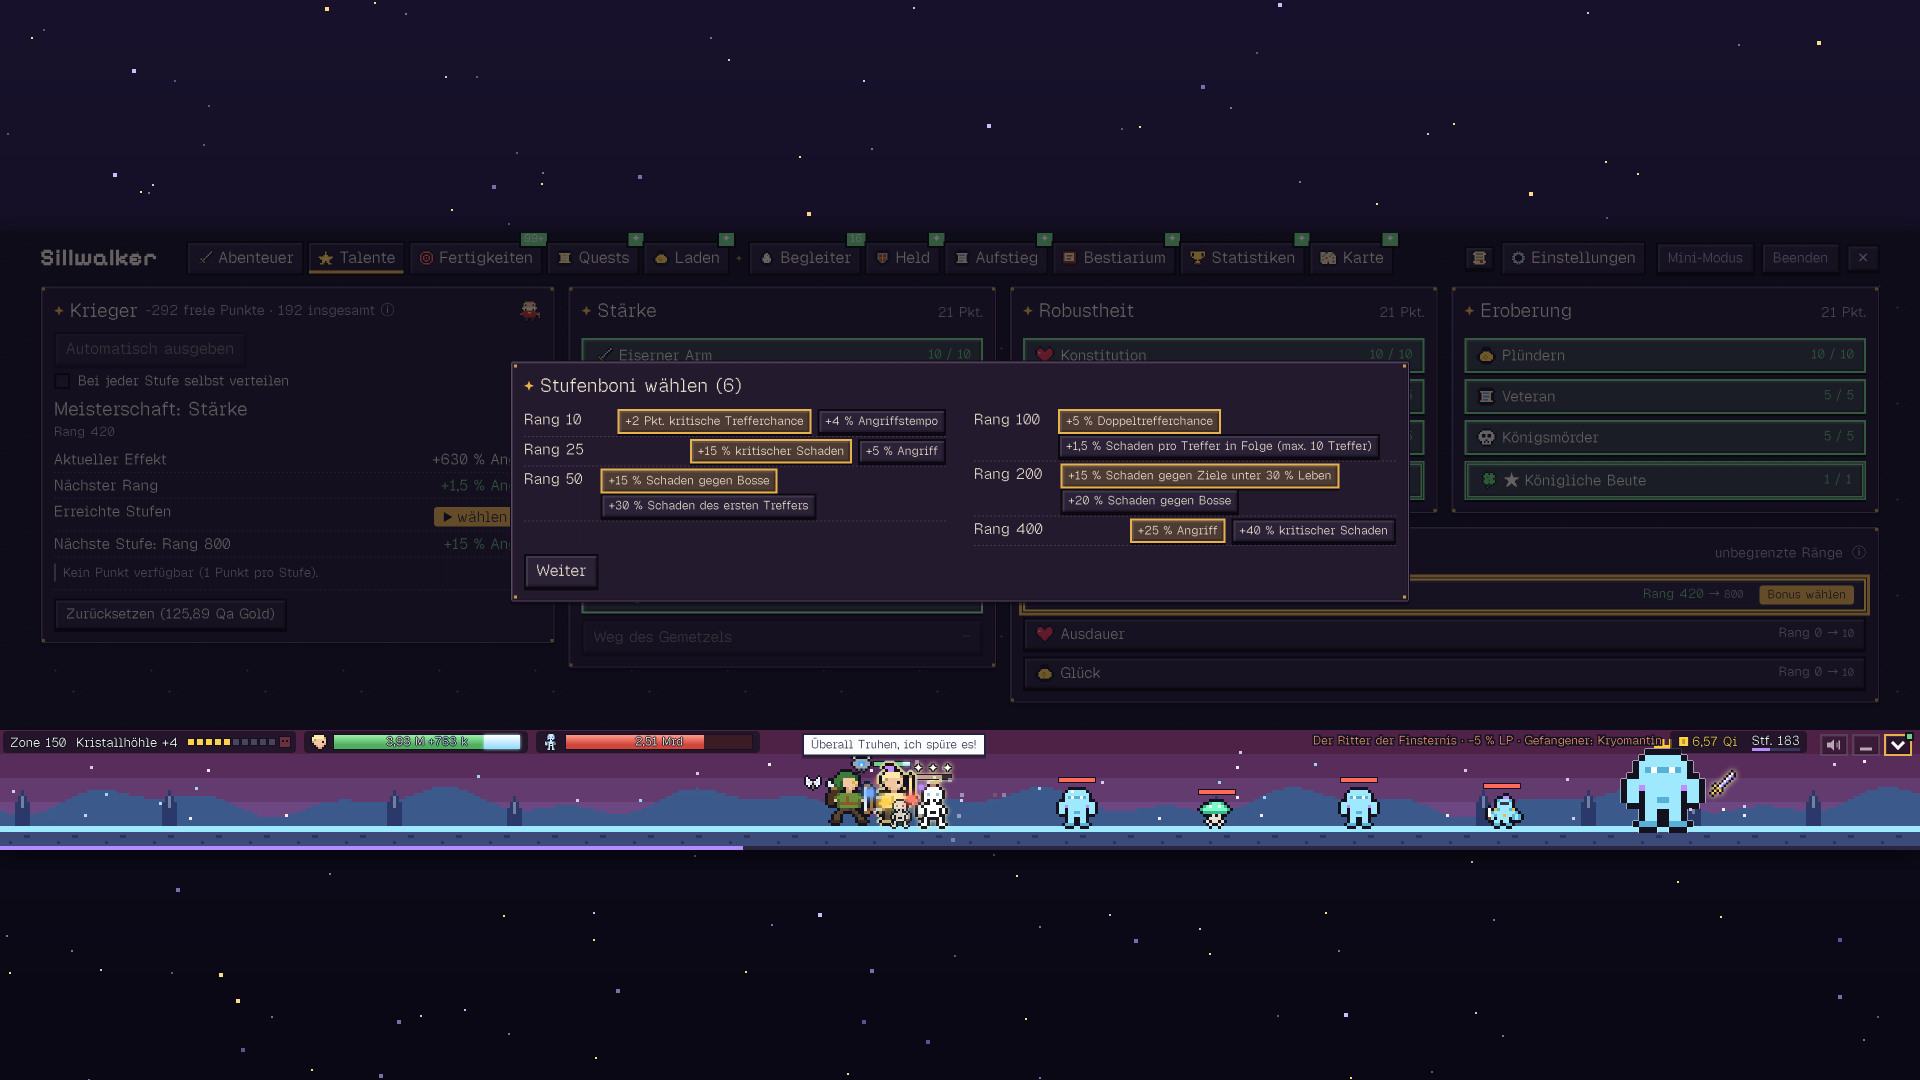 Sillwalker
Abenteuer
Talente
99+
Fertigkeiten
Quests
Laden
16
Begleiter
Held
Aufstieg
Bestiarium
Statistiken
Karte
Einstellungen
Mini-Modus
Beenden
Krieger -292 freie Punkte · 192 insgesamt
Automatisch ausgeben
Bei jeder Stufe selbst verteilen
Meisterschaft: Stärke
Rang 420
Aktueller Effekt +630 % An
Nächster Rang +1,5 % An
Erreichte Stufen ▶ wählen
Nächste Stufe: Rang 800 +15 % An
Kein Punkt verfügbar (1 Punkt pro Stufe).
Zurücksetzen (125,89 Qa Gold)
Stärke 21 Pkt.
Eiserner Arm 10 / 10
Weg des Gemetzels
Robustheit 21 Pkt.
Konstitution 10 / 10
Eroberung 21 Pkt.
Plündern 10 / 10
Veteran 5 / 5
Königsmörder 5 / 5
Königliche Beute 1 / 1
unbegrenzte Ränge
Rang 420 → 800 Bonus wählen
Ausdauer Rang 0 → 10
Glück Rang 0 → 10
Stufenboni wählen (6)
Rang 10 +2 Pkt. kritische Trefferchance +4 % Angriffstempo
Rang 25 +15 % kritischer Schaden +5 % Angriff
Rang 50 +15 % Schaden gegen Bosse
+30 % Schaden des ersten Treffers
Rang 100 +5 % Doppeltrefferchance
+1,5 % Schaden pro Treffer in Folge (max. 10 Treffer)
Rang 200 +15 % Schaden gegen Ziele unter 30 % Leben
+20 % Schaden gegen Bosse
Rang 400 +25 % Angriff +40 % kritischer Schaden
Weiter
Zone 150 Kristallhöhle +4
3,93 M +763 k
2,51 Mrd
Überall Truhen, ich spüre es!
Der Ritter der Finsternis · -5 % LP · Gefangener: Kryomantin
6,57 Qi
Stf. 183